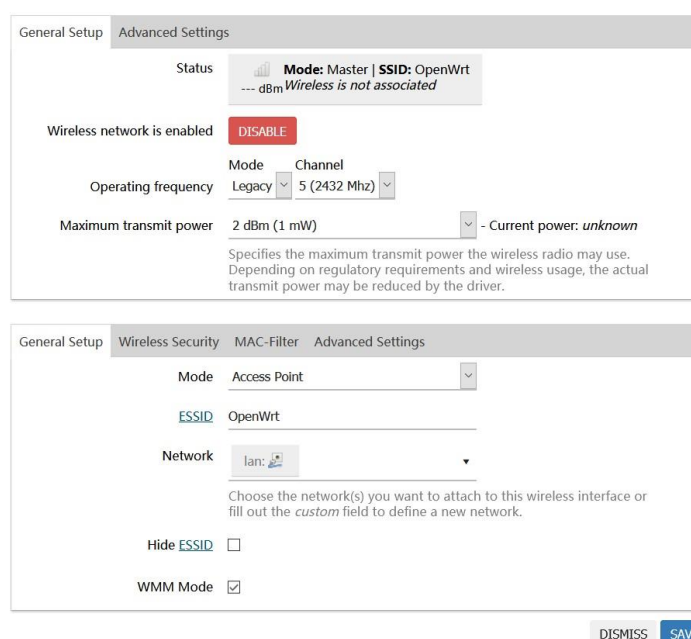 General Setup Advanced Settings
Status
Mode: Master | SSID: OpenWrt
--- dBm Wireless is not associated
Wireless network is enabled DISABLE
Mode Channel
Operating frequency Legacy 5 (2432 Mhz)
Maximum transmit power 2 dBm (1 mW) - Current power: unknown
Specifies the maximum transmit power the wireless radio may use.
Depending on regulatory requirements and wireless usage, the actual
transmit power may be reduced by the driver.
General Setup Wireless Security MAC-Filter Advanced Settings
Mode Access Point
ESSID OpenWrt
Network lan:
Choose the network(s) you want to attach to this wireless interface or
fill out the custom field to define a new network.
Hide ESSID
WMM Mode
DISMISS SAV